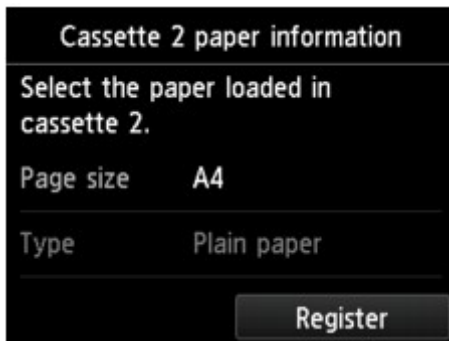 Cassette 2 paper information
Select the paper loaded in
cassette 2.
Page size A4
Type Plain paper
Register